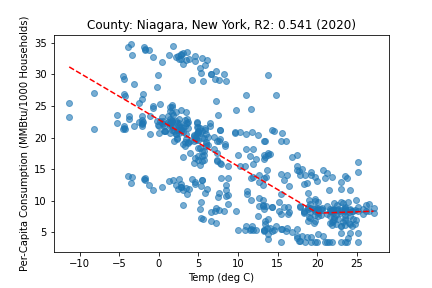 County: Niagara, New York, R2: 0.541 (2020)
Per-Capita Consumption (MMBtu/1000 Households)
35
30
25
20
15
10
5
−10 −5 0 5 10 15 20 25
Temp (deg C)